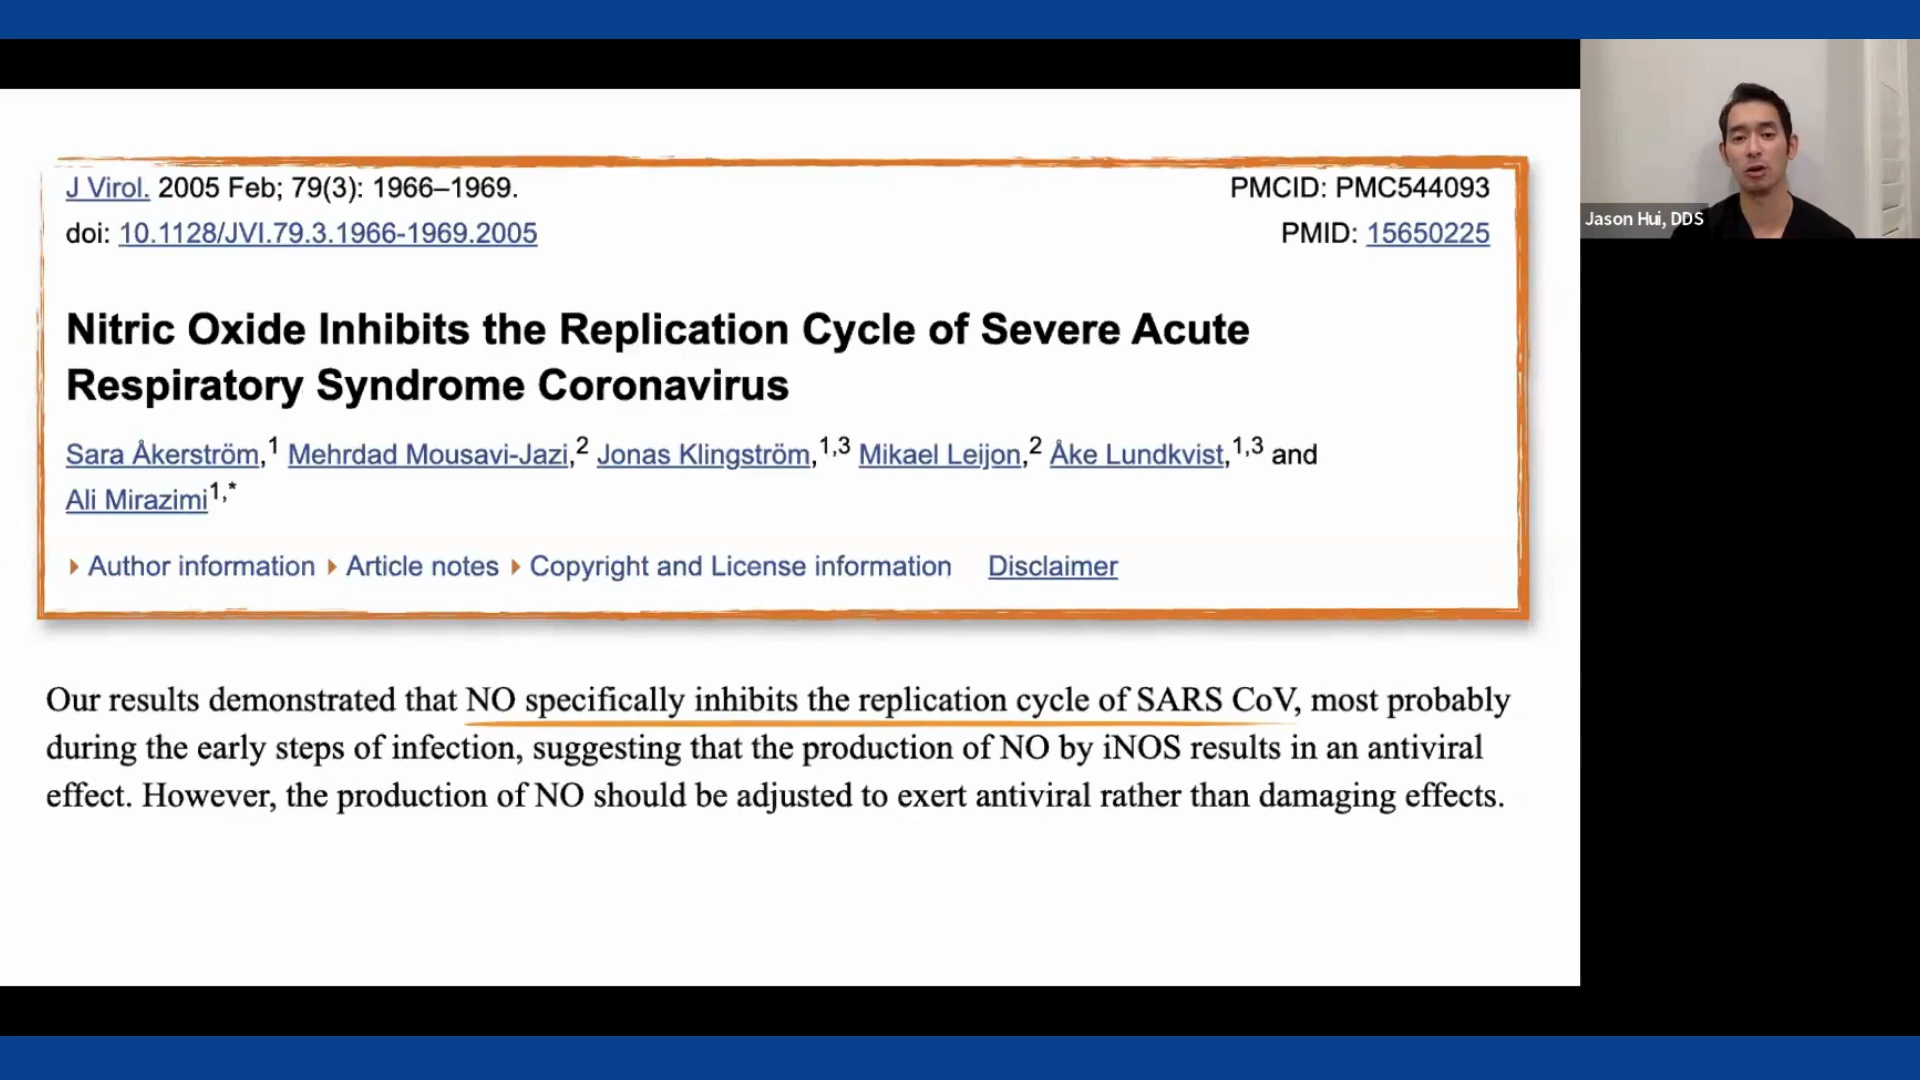 J Virol. 2005 Feb; 79(3): 1966–1969.
PMCID: PMC544093
doi: 10.1128/JVI.79.3.1966-1969.2005
PMID: 15650225
Nitric Oxide Inhibits the Replication Cycle of Severe Acute
Respiratory Syndrome Coronavirus
Sara Åkerström,1 Mehrdad Mousavi-Jazi,2 Jonas Klingström,1,3 Mikael Leijon,2 Åke Lundkvist,1,3 and
Ali Mirazimi1,*
Author information Article notes Copyright and License information Disclaimer
Our results demonstrated that NO specifically inhibits the replication cycle of SARS CoV, most probably
during the early steps of infection, suggesting that the production of NO by iNOS results in an antiviral
effect. However, the production of NO should be adjusted to exert antiviral rather than damaging effects.
Jason Hui, DDS